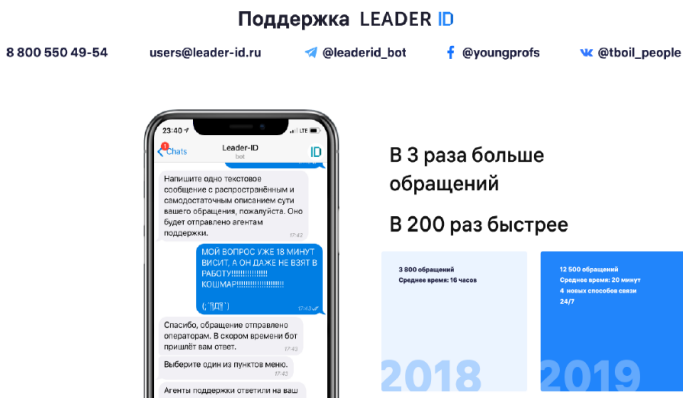 Поддержка LEADER ID
8 800 550 49-54
users@leader-id.ru
@leaderid_bot
@youngprofs
@tboil_people
23:40
LTE
1
Chats
Leader-ID
bot
ID
Напишите одно текстовое
сообщение с распространённым и
самодостаточным описанием сути
вашего обращения, пожалуйста. Оно
будет отправлено агентам
поддержки.
17:42
МОЙ ВОПРОС УЖЕ 18 МИНУТ
ВИСИТ, А ОН ДАЖЕ НЕ ВЗЯТ В
РАБОТУ!!!!!!!!!!!!!!!!
КОШМАР!!!!!!!!!!!!!!!!!!!!!
17:42
Спасибо, обращение отправлено
операторам. В скором времени бот
пришлёт вам ответ.
17:42
Выберите один из пунктов меню.
17:42
Агенты поддержки ответили на ваш
В 3 раза больше
обращений
В 200 раз быстрее
3 800 обращений
Среднее время: 16 часов
2018
12 500 обращений
Среднее время: 20 минут
4 новых способов связи
24/7
2019